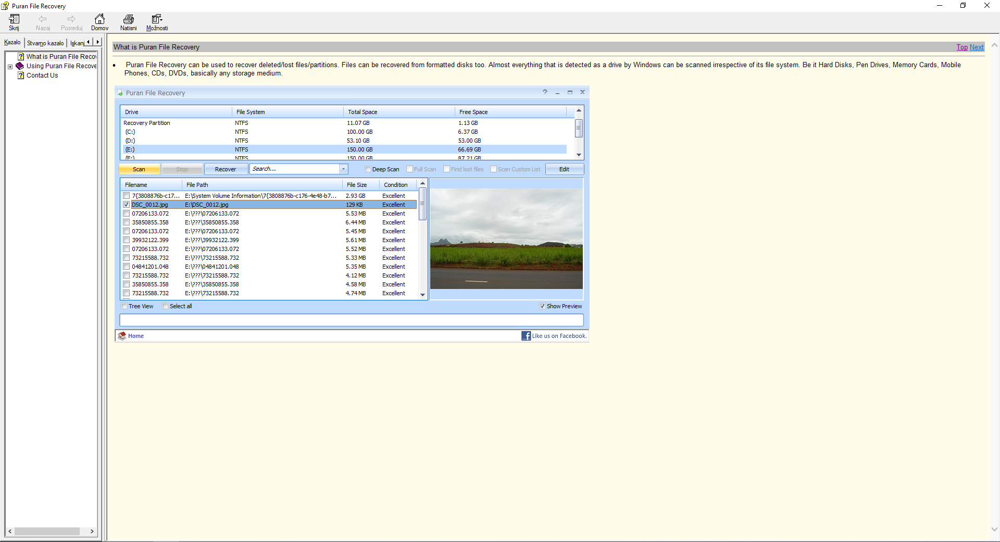 Puran File Recovery
Skrij Nazaj Posreduj Domov Natisni Možnosti
Kazalo Stvarno kazalo Iskanj
What is Puran File Recov
Using Puran File Recove
Contact Us
What is Puran File Recovery Top Next
• Puran File Recovery can be used to recover deleted/lost files/partitions. Files can be recovered from formatted disks too. Almost everything that is detected as a drive by Windows can be scanned irrespective of its file system. Be it Hard Disks, Pen Drives, Memory Cards, Mobile
Phones, CDs, DVDs, basically any storage medium.
Puran File Recovery
Drive File System Total Space Free Space
Recovery Partition NTFS 11.07 GB 1.13 GB
(C:) NTFS 100.00 GB 6.37 GB
(D:) NTFS 53.10 GB 53.00 GB
(E:) NTFS 150.00 GB 66.69 GB
(F:) NTFS 150.00 GB 87.21 GB
Scan Stop Recover Search... Deep Scan Full Scan Find lost files Scan Custom List Edit
Filename File Path File Size Condition
7{3808876b-c17... E:\System Volume Information\7{3808876b-c176-4e48-b7... 2.93 GB Excellent
DSC_0012.jpg E:\DSC_0012.jpg 129 KB Excellent
07206133.072 E:\???\07206133.072 5.53 MB Excellent
35850855.358 E:\???\35850855.358 6.44 MB Excellent
07206133.072 E:\???\07206133.072 5.45 MB Excellent
39932122.399 E:\???\39932122.399 5.61 MB Excellent
07206133.072 E:\???\07206133.072 5.52 MB Excellent
73215588.732 E:\???\73215588.732 5.33 MB Excellent
04841201.048 E:\???\04841201.048 5.35 MB Excellent
73215588.732 E:\???\73215588.732 4.12 MB Excellent
35850855.358 E:\???\35850855.358 4.58 MB Excellent
73215588.732 E:\???\73215588.732 4.74 MB Excellent
Tree View Select all Show Preview
Home Like us on Facebook.